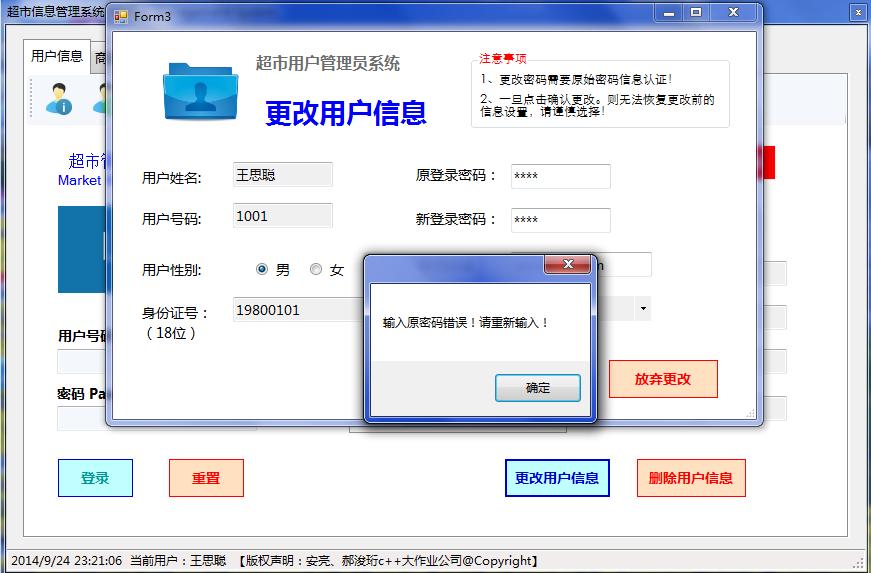 超市信息管理系统
Form3
用户信息
商
超市用户管理员系统
更改用户信息
注意事项
1、更改密码需要原始密码信息认证！
2、一旦点击确认更改。则无法恢复更改前的
信息设置，请谨慎选择！
超市管
Market
用户姓名:
王思聪
原登录密码：
****
用户号码:
1001
新登录密码：
****
用户性别:
男
女
m
身份证号：
（18位）
19800101
输入原密码错误！请重新输入！
确定
用户号码
密码 Pa
放弃更改
登录
重置
更改用户信息
删除用户信息
2014/9/24 23:21:06 当前用户：王思聪 【版权声明：安亮、郝浚珩c++大作业公司@Copyright】